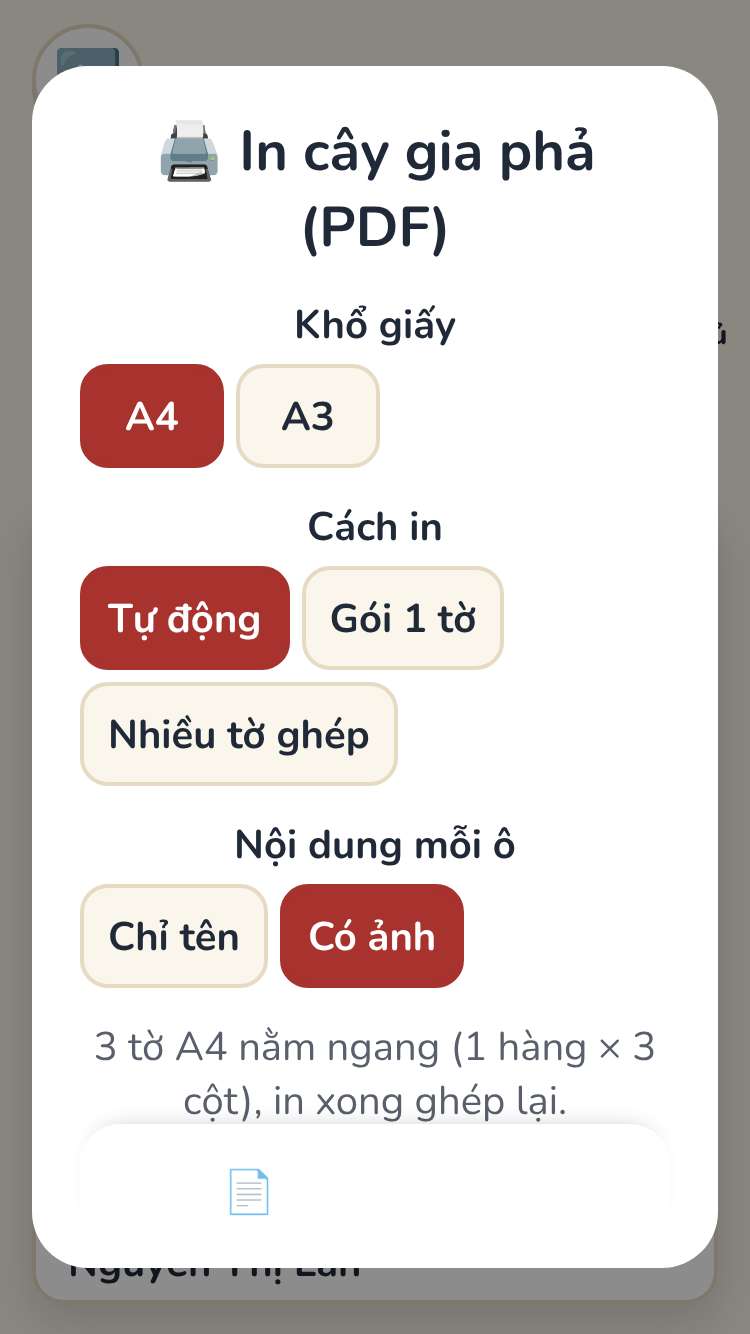 In cây gia phả
(PDF)
Khổ giấy
A4 A3
Cách in
Tự động Gói 1 tờ
Nhiều tờ ghép
Nội dung mỗi ô
Chỉ tên Có ảnh
3 tờ A4 nằm ngang (1 hàng × 3
cột), in xong ghép lại.